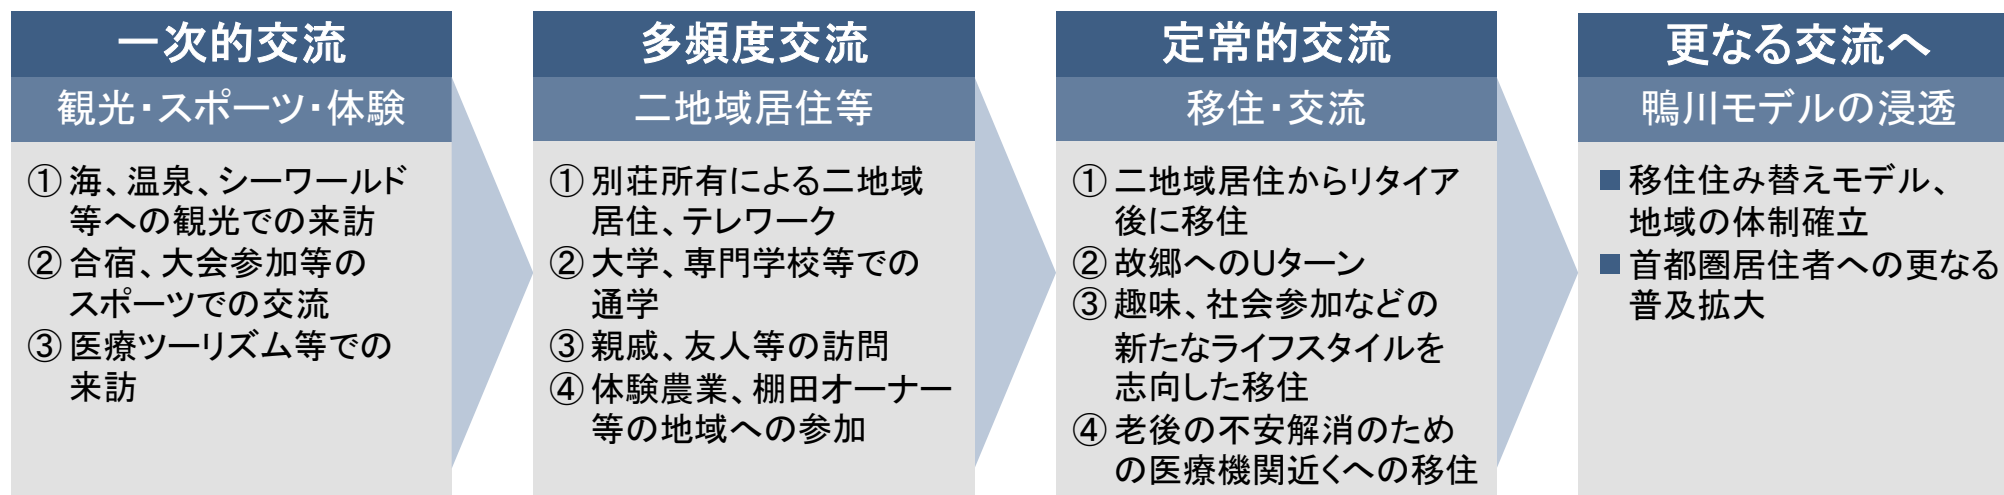 一次的交流
観光・スポーツ・体験
① 海、温泉、シーワールド
等への観光での来訪
② 合宿、大会参加等の
スポーツでの交流
③ 医療ツーリズム等での
来訪
多頻度交流
二地域居住等
① 別荘所有による二地域
居住、テレワーク
② 大学、専門学校等での
通学
③ 親戚、友人等の訪問
④ 体験農業、棚田オーナー
等の地域への参加
定常的交流
移住・交流
① 二地域居住からリタイア
後に移住
② 故郷へのUターン
③ 趣味、社会参加などの
新たなライフスタイルを
志向した移住
④ 老後の不安解消のため
の医療機関近くへの移住
更なる交流へ
鴨川モデルの浸透
■ 移住住み替えモデル、
地域の体制確立
■ 首都圏居住者への更なる
普及拡大